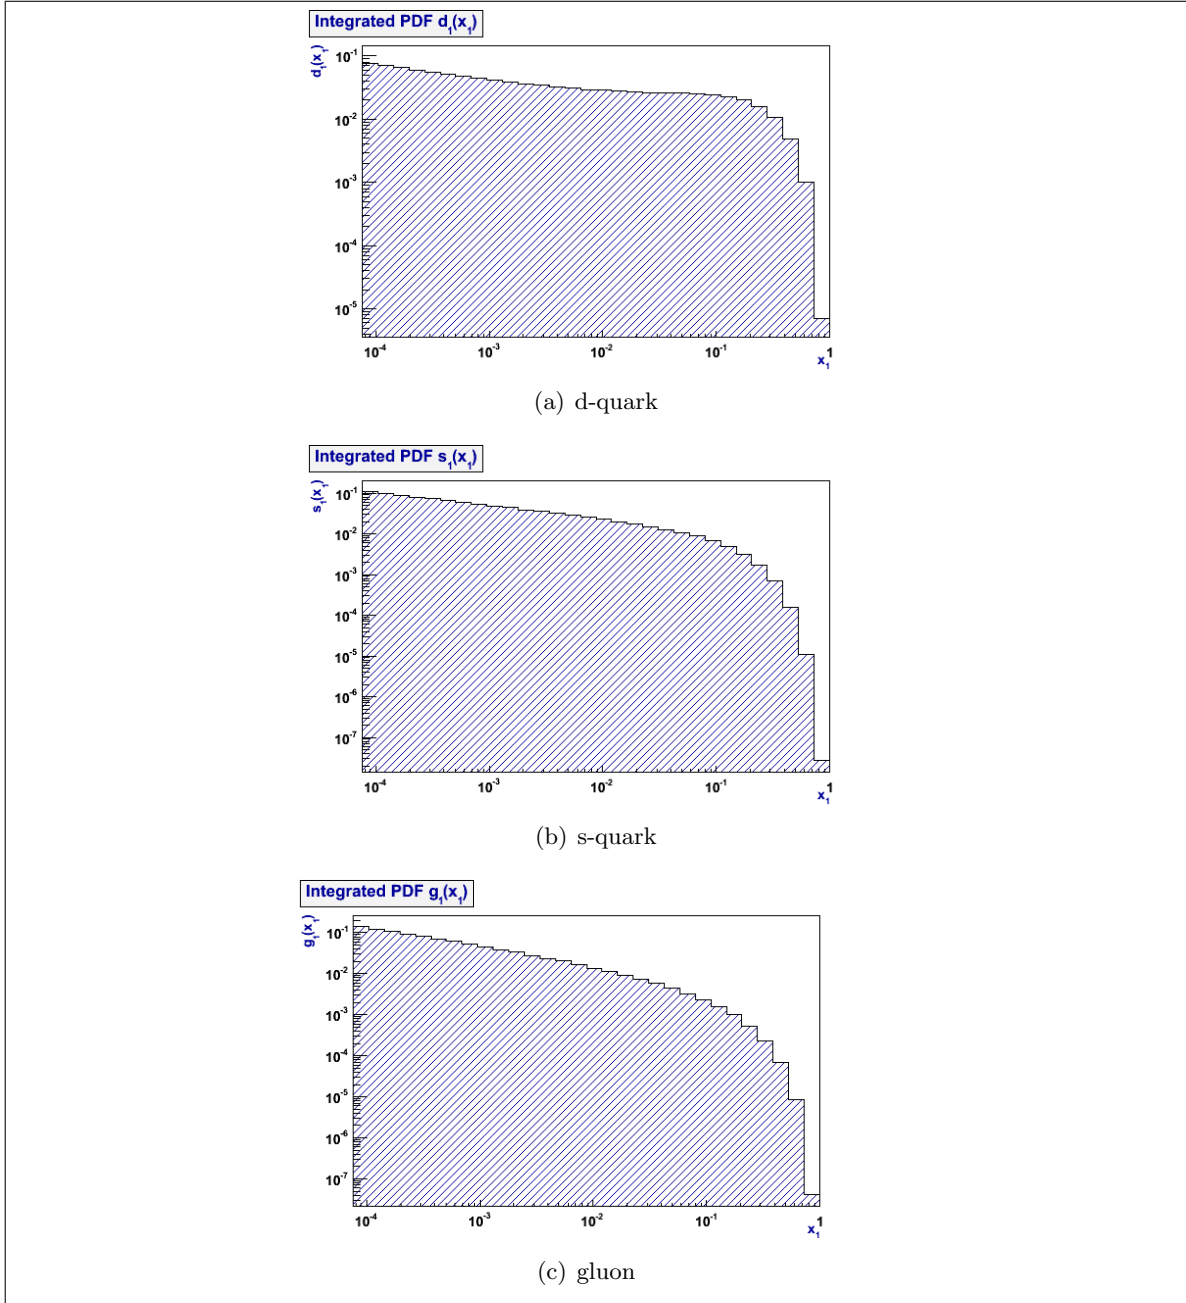 Integrated PDF d₁(x₁)
d₁(x₁)
10⁻¹
10⁻²
10⁻³
10⁻⁴
10⁻⁵
10⁻⁴ 10⁻³ 10⁻² 10⁻¹ 1
x₁
(a) d-quark
Integrated PDF s₁(x₁)
s₁(x₁)
10⁻¹
10⁻²
10⁻³
10⁻⁴
10⁻⁵
10⁻⁶
10⁻⁷
10⁻⁴ 10⁻³ 10⁻² 10⁻¹ 1
x₁
(b) s-quark
Integrated PDF g₁(x₁)
g₁(x₁)
10⁻¹
10⁻²
10⁻³
10⁻⁴
10⁻⁵
10⁻⁶
10⁻⁷
10⁻⁴ 10⁻³ 10⁻² 10⁻¹ 1
x₁
(c) gluon